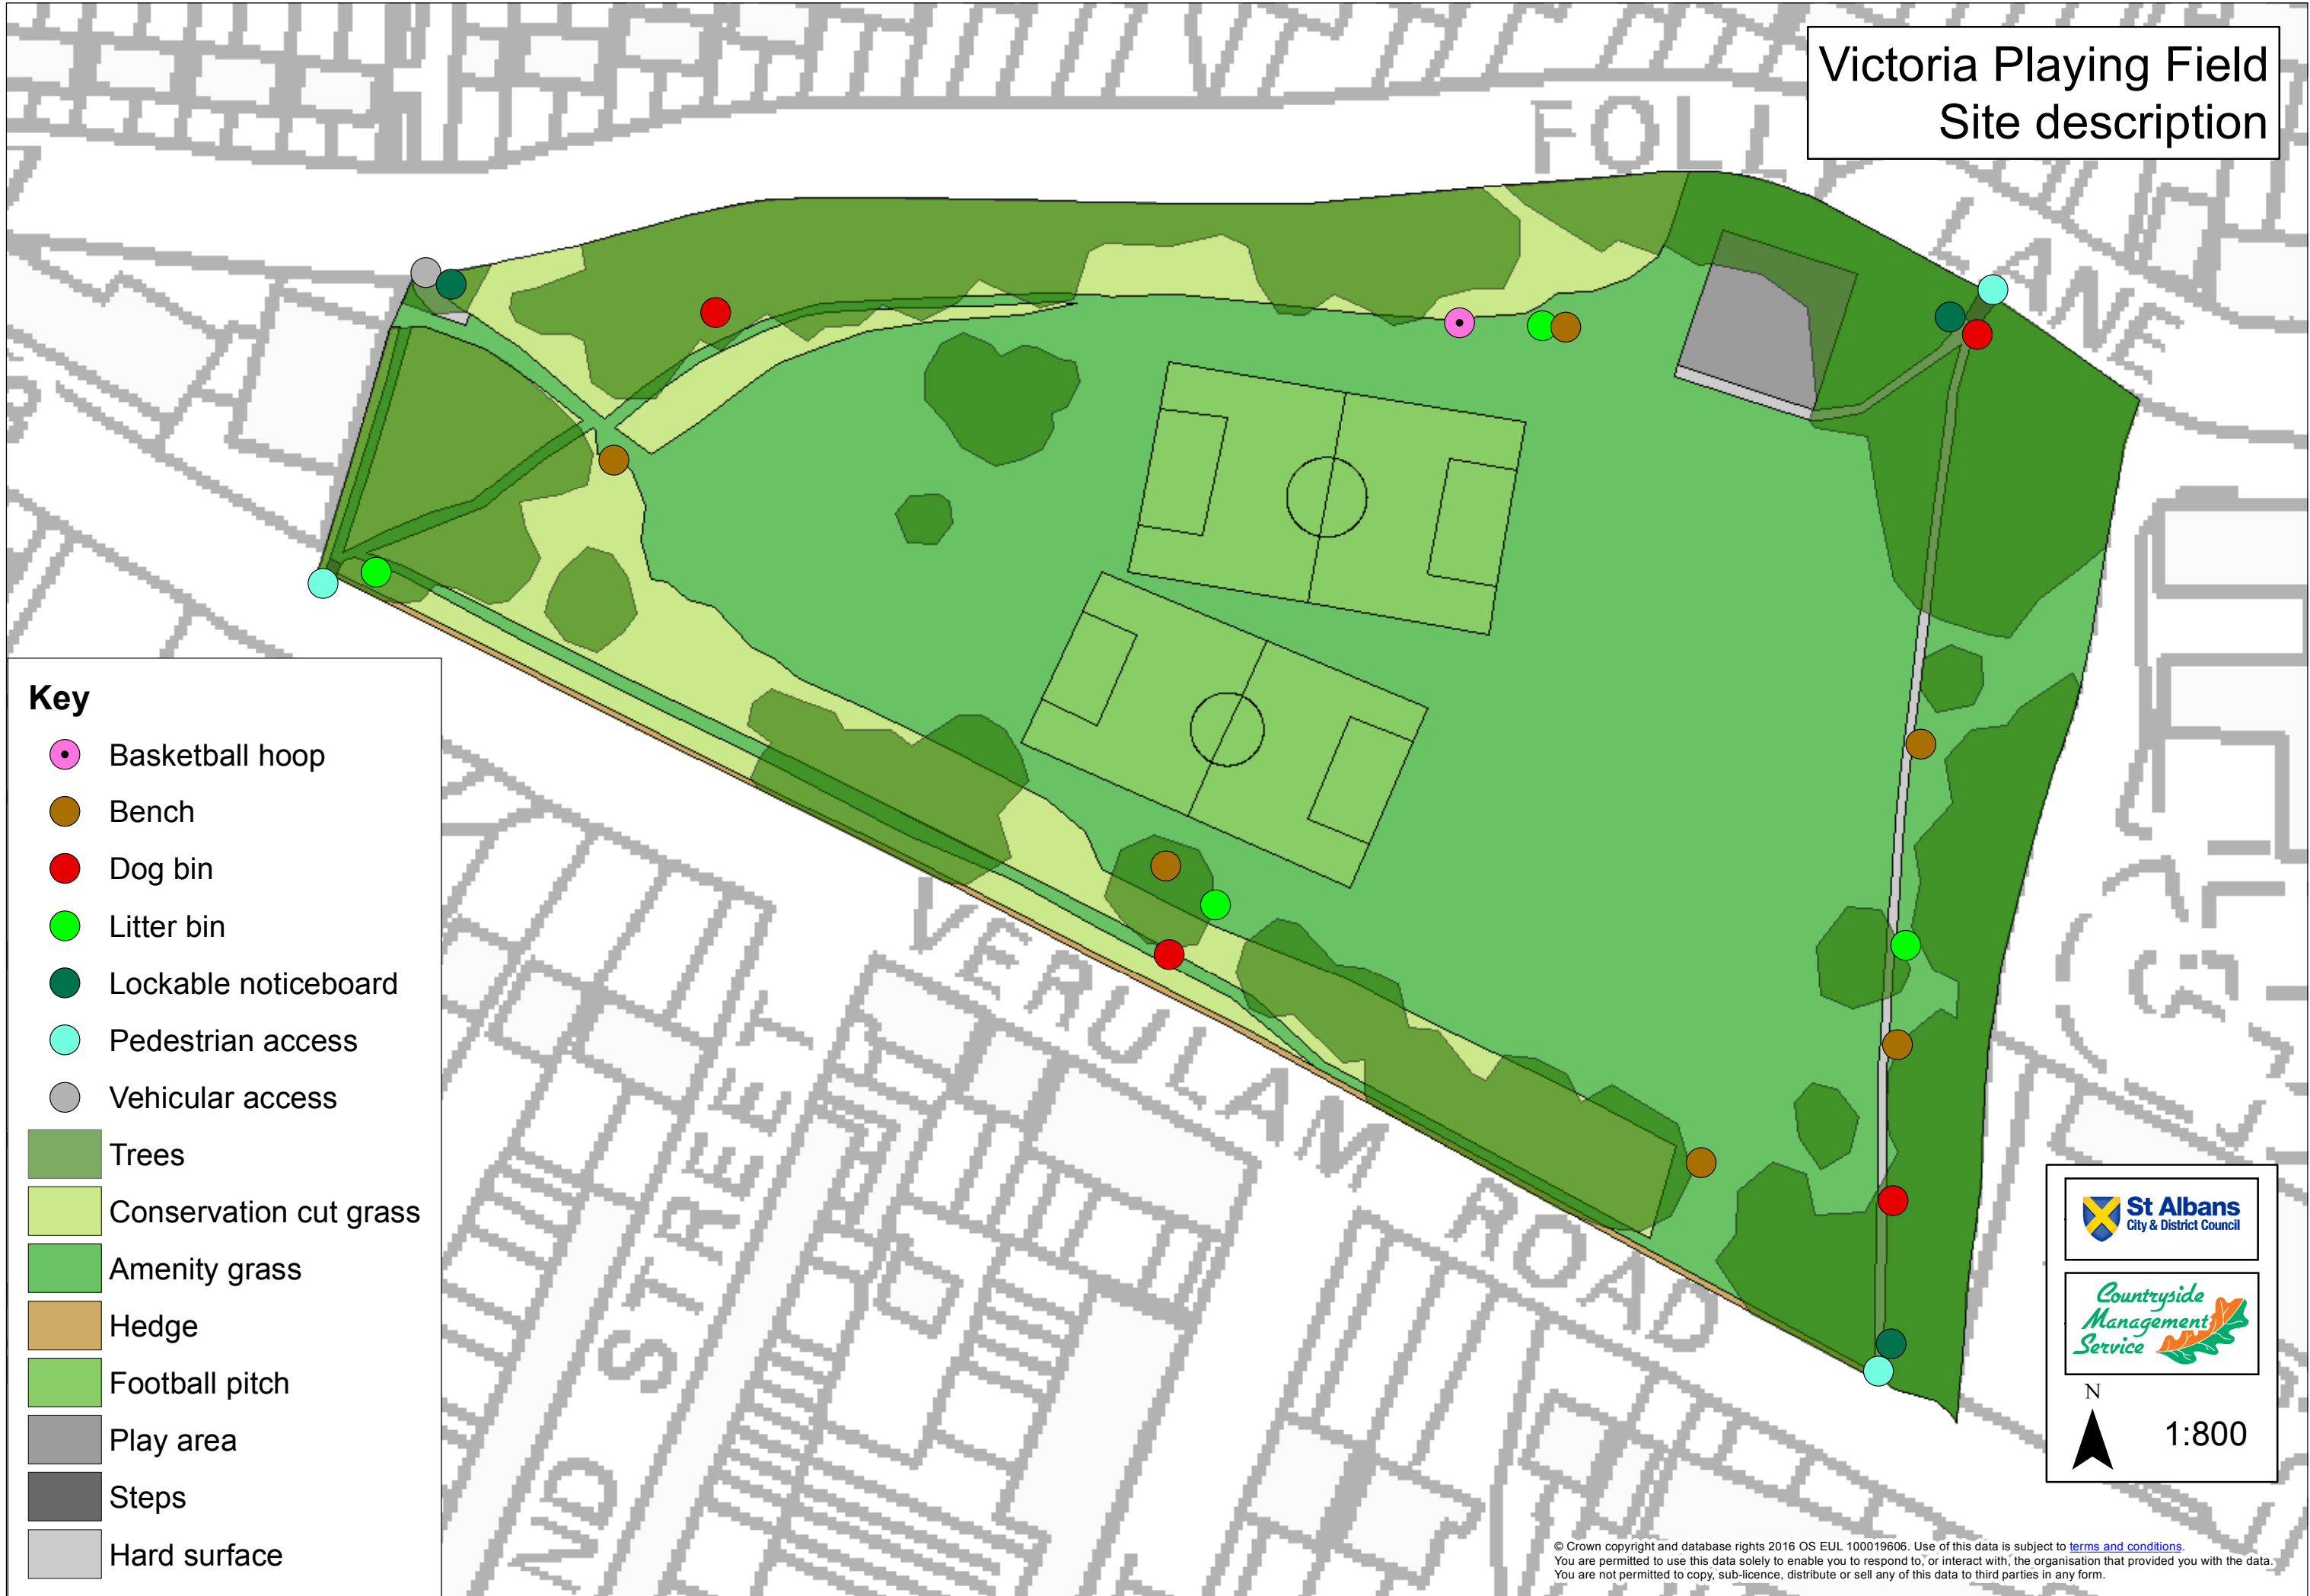 Victoria Playing Field
Site description
FOLL
LANE
VERULAM ROAD
ND STREET
Key
Basketball hoop
Bench
Dog bin
Litter bin
Lockable noticeboard
Pedestrian access
Vehicular access
Trees
Conservation cut grass
Amenity grass
Hedge
Football pitch
Play area
Steps
Hard surface
St Albans
City & District Council
Countryside
Management
Service
N
1:800
© Crown copyright and database rights 2016 OS EUL 100019606. Use of this data is subject to terms and conditions.
You are permitted to use this data solely to enable you to respond to, or interact with, the organisation that provided you with the data.
You are not permitted to copy, sub-licence, distribute or sell any of this data to third parties in any form.